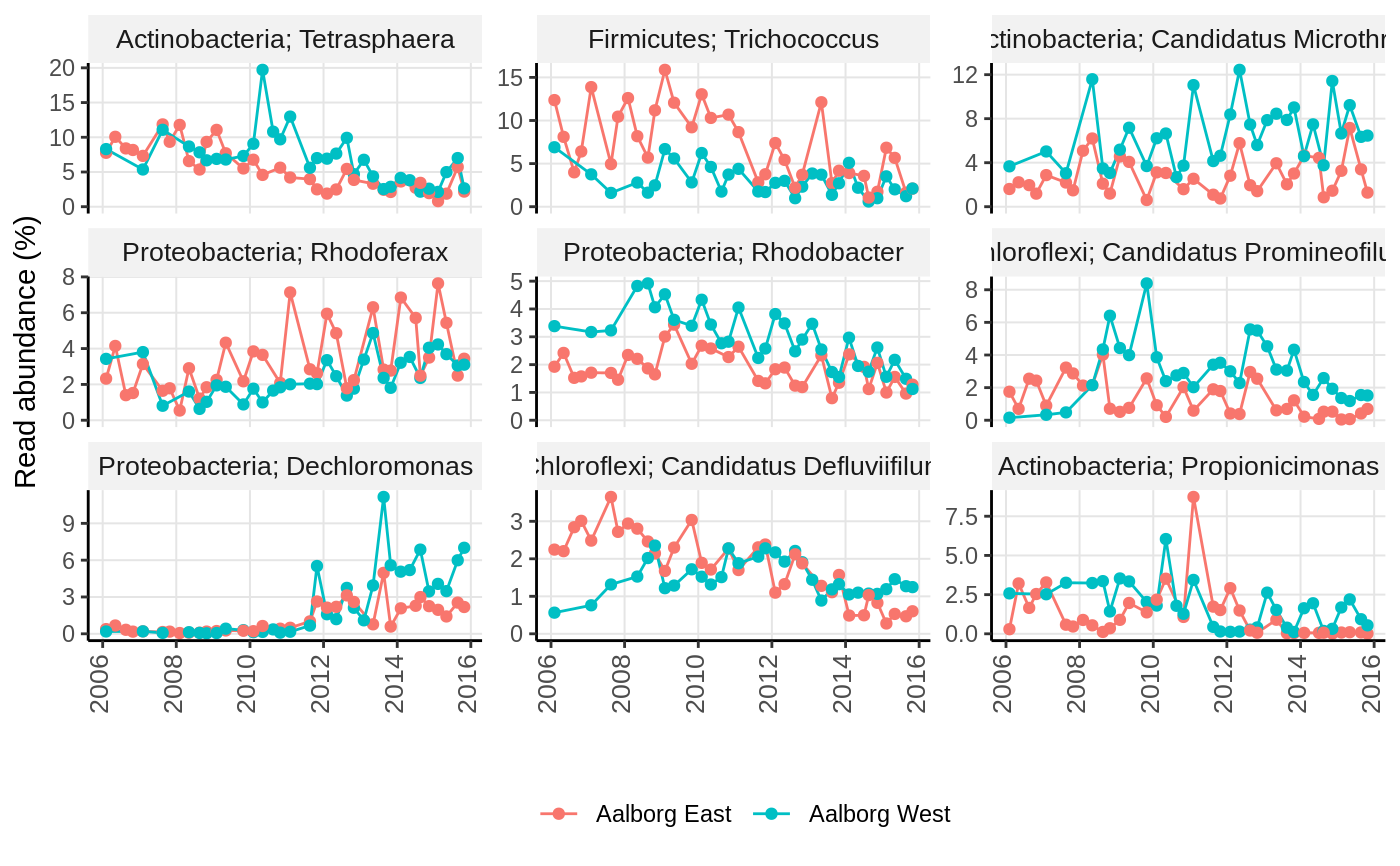 Actinobacteria; Tetrasphaera
Firmicutes; Trichococcus
ctinobacteria; Candidatus Microthr
20
15
10
5
0
15
10
5
0
12
8
4
0
Proteobacteria; Rhodoferax
Proteobacteria; Rhodobacter
hloroflexi; Candidatus Promineofilu
8
6
4
2
0
5
4
3
2
1
0
8
6
4
2
0
Read abundance (%)
Proteobacteria; Dechloromonas
Chloroflexi; Candidatus Defluviifilun
Actinobacteria; Propionicimonas
9
6
3
0
3
2
1
0
7.5
5.0
2.5
0.0
2006 2008 2010 2012 2014 2016
2006 2008 2010 2012 2014 2016
2006 2008 2010 2012 2014 2016
Aalborg East Aalborg West